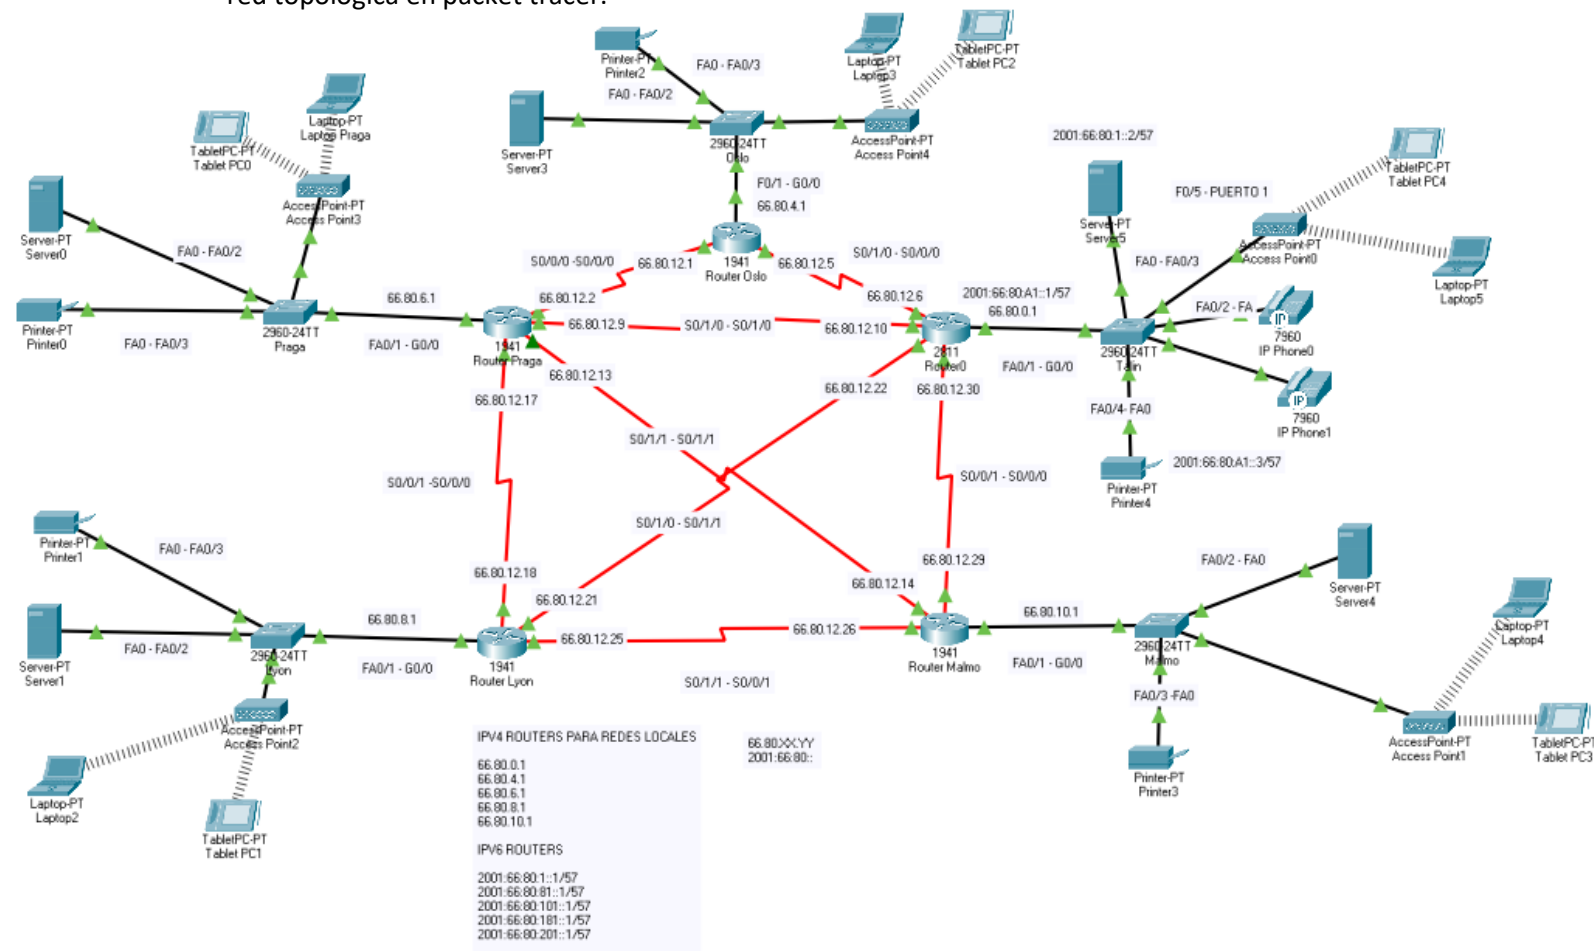 red topologica en packet tracer.
Printer-PT
Printer2
FA0 - FA0/3
FA0 - FA0/2
Laptop-PT
Laptop3
TabletPC-PT
Tablet PC2
Server-PT
Server3
2960-24TT
Oslo
AccessPoint-PT
Access Point4
F0/1 - G0/0
66.80.4.1
1941
Router Oslo
Laptop-PT
Laptop Praga
TabletPC-PT
Tablet PC0
AccessPoint-PT
Access Point3
Server-PT
Server0
FA0 - FA0/2
Printer-PT
Printer0
FA0 - FA0/3
2960-24TT
Praga
66.80.6.1
FA0/1 - G0/0
1941
Router Praga
S0/0/0 -S0/0/0
66.80.12.1
66.80.12.2
66.80.12.5
S0/1/0 - S0/0/0
66.80.12.6
66.80.12.9
S0/1/0 - S0/1/0
66.80.12.10
2001:66:80:1::2/57
Server-PT
Server5
F0/5 - PUERTO 1
TabletPC-PT
Tablet PC4
AccessPoint-PT
Access Point0
Laptop-PT
Laptop5
FA0 - FA0/3
2001:66:80:A1::1/57
66.80.0.1
2811
Router0
FA0/1 - G0/0
2960-24TT
Talin
FA0/2 - FA
IP
7960
IP Phone0
IP
7960
IP Phone1
FA0/4- FA0
2001:66:80:A1::3/57
Printer-PT
Printer4
66.80.12.13
66.80.12.17
66.80.12.22
66.80.12.30
S0/1/1 - S0/1/1
S0/0/1 -S0/0/0
S0/0/1 - S0/0/0
S0/1/0 - S0/1/1
66.80.12.18
66.80.12.21
66.80.12.29
66.80.12.14
66.80.12.25
66.80.12.26
S0/1/1 - S0/0/1
Printer-PT
Printer1
FA0 - FA0/3
Server-PT
Server1
FA0 - FA0/2
2960-24TT
Lyon
66.80.8.1
FA0/1 - G0/0
1941
Router Lyon
AccessPoint-PT
Access Point2
Laptop-PT
Laptop2
TabletPC-PT
Tablet PC1
1941
Router Malmo
66.80.10.1
FA0/1 - G0/0
2960-24TT
Malmo
FA0/2 - FA0
Server-PT
Server4
FA0/3 -FA0
Printer-PT
Printer3
Laptop-PT
Laptop4
AccessPoint-PT
Access Point1
TabletPC-PT
Tablet PC3
IPV4 ROUTERS PARA REDES LOCALES
66.80.0.1
66.80.4.1
66.80.6.1
66.80.8.1
66.80.10.1
IPV6 ROUTERS
2001:66:80:1::1/57
2001:66:80:81::1/57
2001:66:80:101::1/57
2001:66:80:181::1/57
2001:66:80:201::1/57
66.80.XX.YY
2001:66:80::